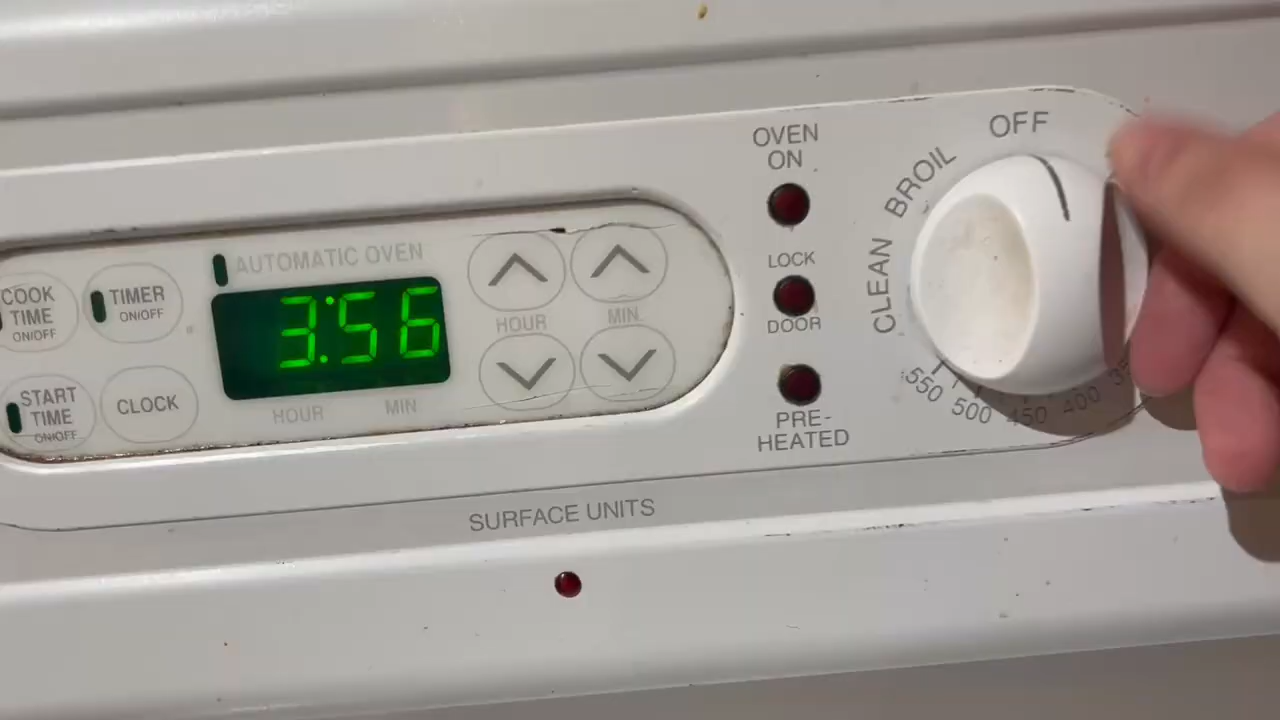 COOK
TIME
ON/OFF
TIMER
ON/OFF
AUTOMATIC OVEN
3:56
HOUR
MIN
START
TIME
ON/OFF
CLOCK
HOUR
MIN.
OVEN
ON
LOCK
DOOR
PRE-
HEATED
OFF
BROIL
CLEAN
550
500
450
400
SURFACE UNITS